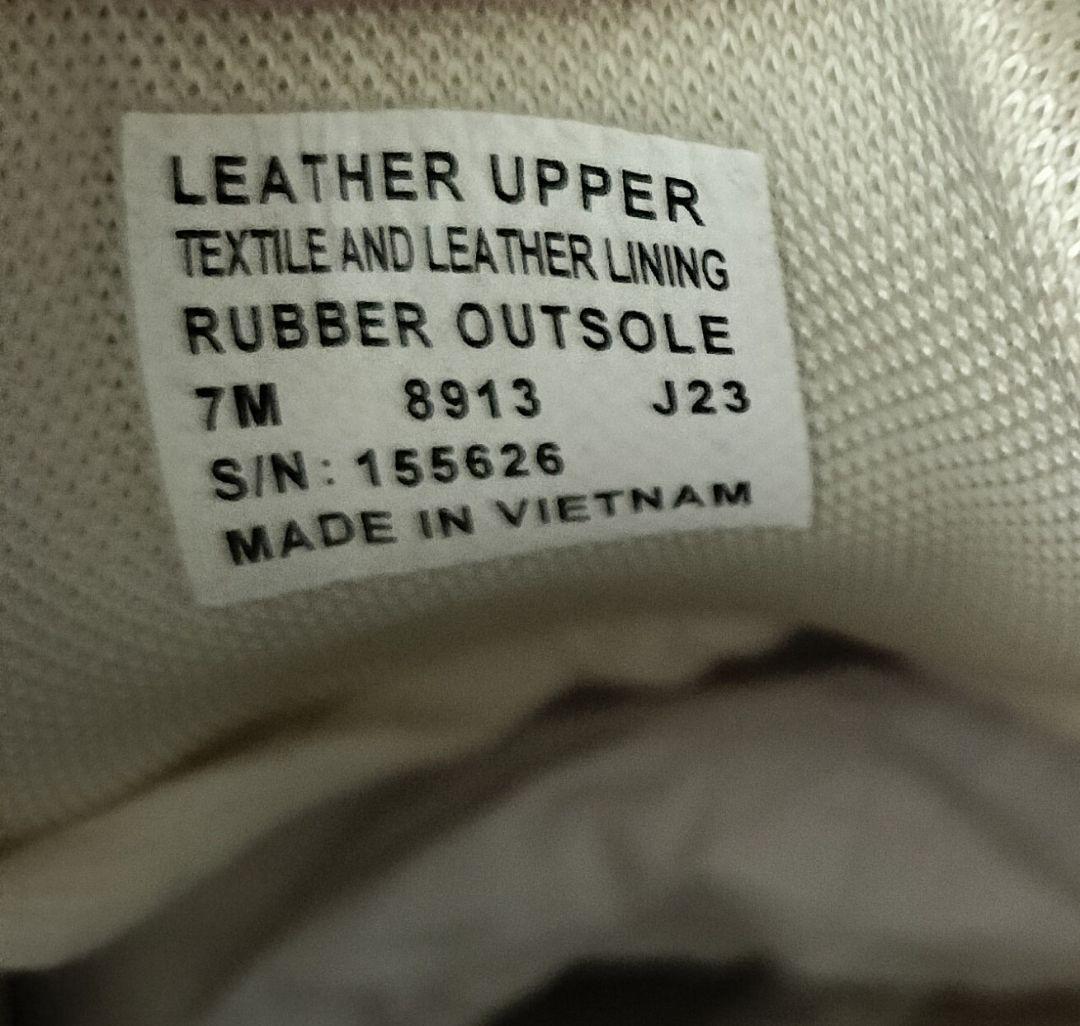 LEATHER UPPER
TEXTILE AND LEATHER LINING
RUBBER OUTSOLE
7M 8913 J23
S/N: 155626
MADE IN VIETNAM